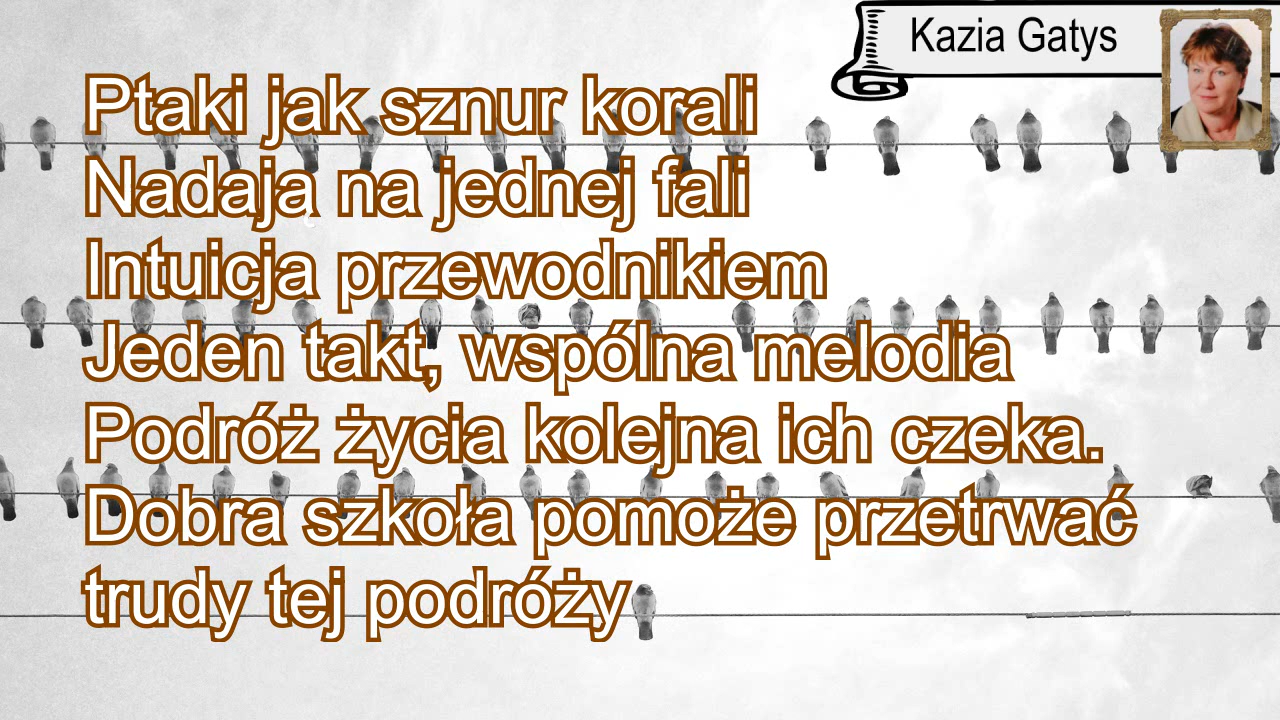 Kazia Gatys
Ptaki jak sznur korali
Nadaja na jednej fali
Intuicja przewodnikiem
Jeden takt, wspólna melodia
Podróż życia kolejna ich czeka.
Dobra szkoła pomoże przetrwać
trudy tej podróży